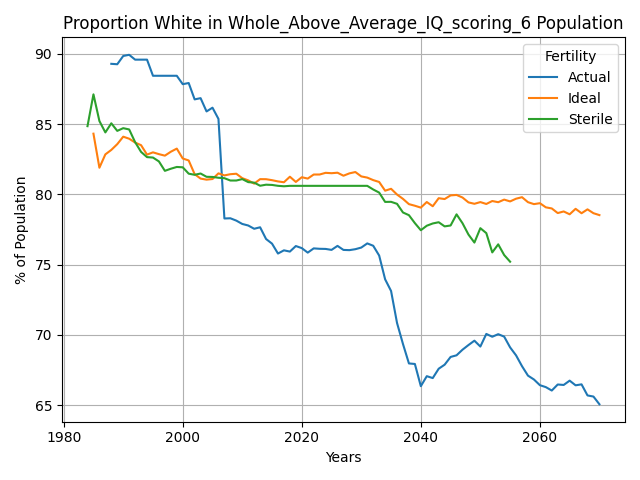 Proportion White in Whole_Above_Average_IQ_scoring_6 Population
Fertility
Actual
Ideal
Sterile
% of Population
90
85
80
75
70
65
1980
2000
2020
2040
2060
Years